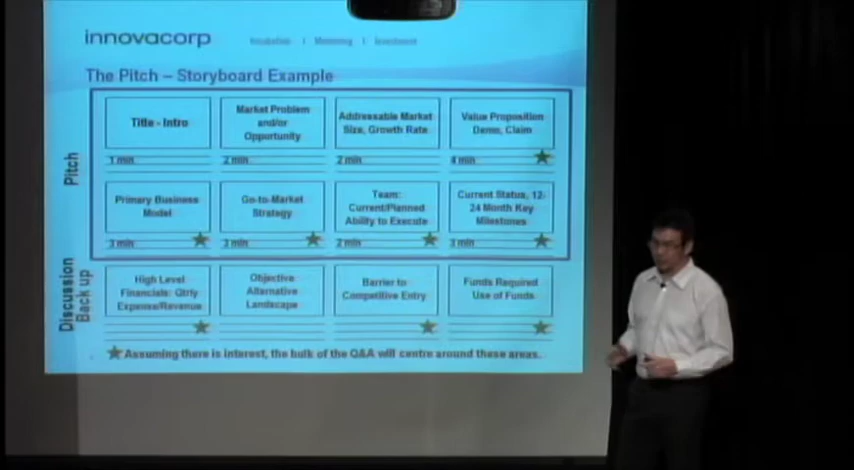 innovacorp
Incubation | Mentoring | Investment
The Pitch – Storyboard Example
Pitch
Title - Intro
1 min
Market Problem
and/or
Opportunity
2 min
Addressable Market
Size, Growth Rate
2 min
Value Proposition
Demo, Claim
4 min
Primary Business
Model
3 min
Go-to-Market
Strategy
3 min
Team:
Current/Planned
Ability to Execute
2 min
Current Status, 12-
24 Month Key
Milestones
3 min
Discussion
Back up
High Level
Financials: Qtrly
Expense/Revenue
Objective
Alternative
Landscape
Barrier to
Competitive Entry
Funds Required
Use of Funds
Assuming there is interest, the bulk of the Q&A will centre around these areas.